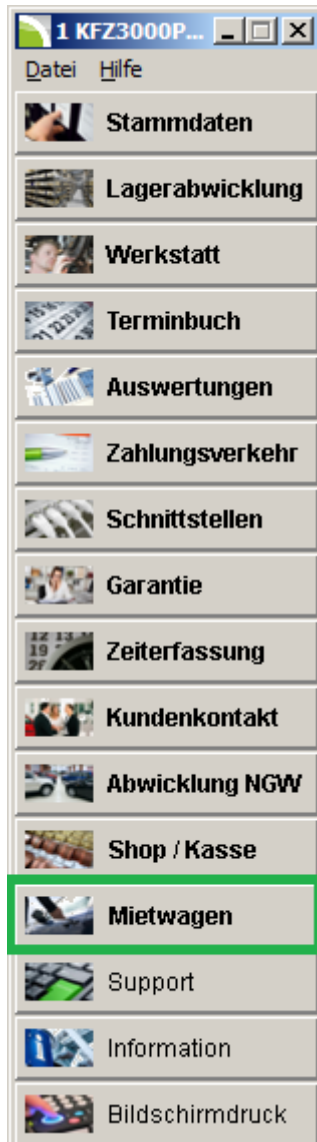 1 KFZ3000P...
Datei Hilfe
Stammdaten
Lagerabwicklung
Werkstatt
Terminbuch
Auswertungen
Zahlungsverkehr
Schnittstellen
Garantie
Zeiterfassung
Kundenkontakt
Abwicklung NGW
Shop / Kasse
Mietwagen
Support
Information
Bildschirmdruck